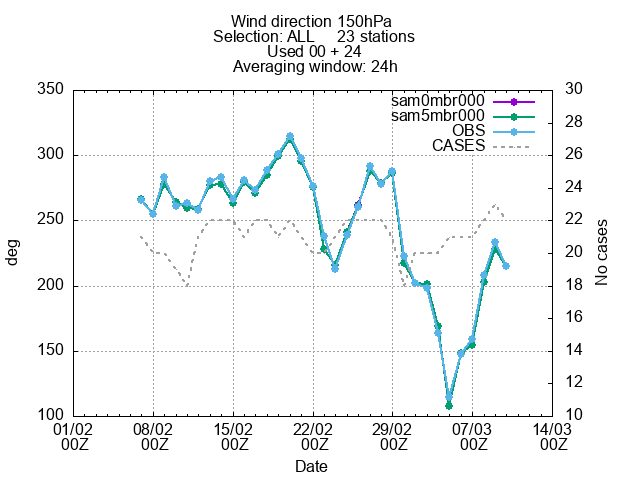 Wind direction 150hPa
Selection: ALL 23 stations
Used 00 + 24
Averaging window: 24h
sam0mbr000
sam5mbr000
OBS
CASES
350
300
250
200
150
100
deg
30
28
26
24
22
20
18
16
14
12
10
No cases
01/02 08/02 15/02 22/02 29/02 07/03 14/03
00Z 00Z 00Z 00Z 00Z 00Z 00Z
Date